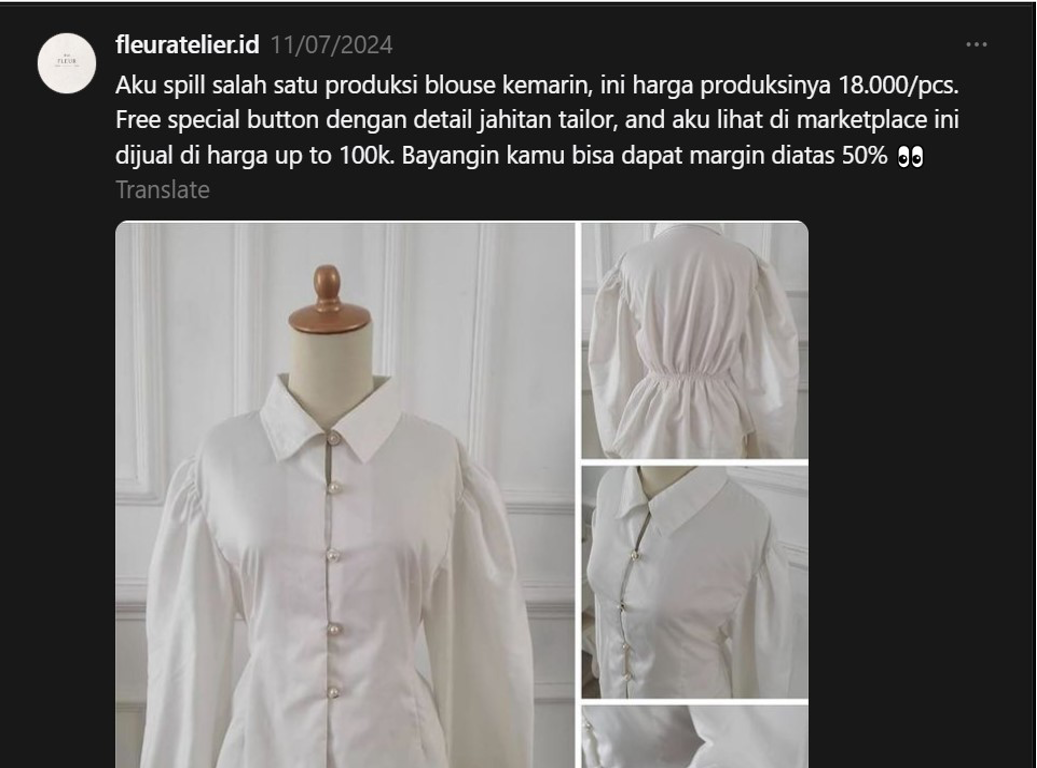 fleuratelier.id 11/07/2024
Aku spill salah satu produksi blouse kemarin, ini harga produksinya 18.000/pcs.
Free special button dengan detail jahitan tailor, and aku lihat di marketplace ini
dijual di harga up to 100k. Bayangin kamu bisa dapat margin diatas 50% 👀
Translate
FLEUR